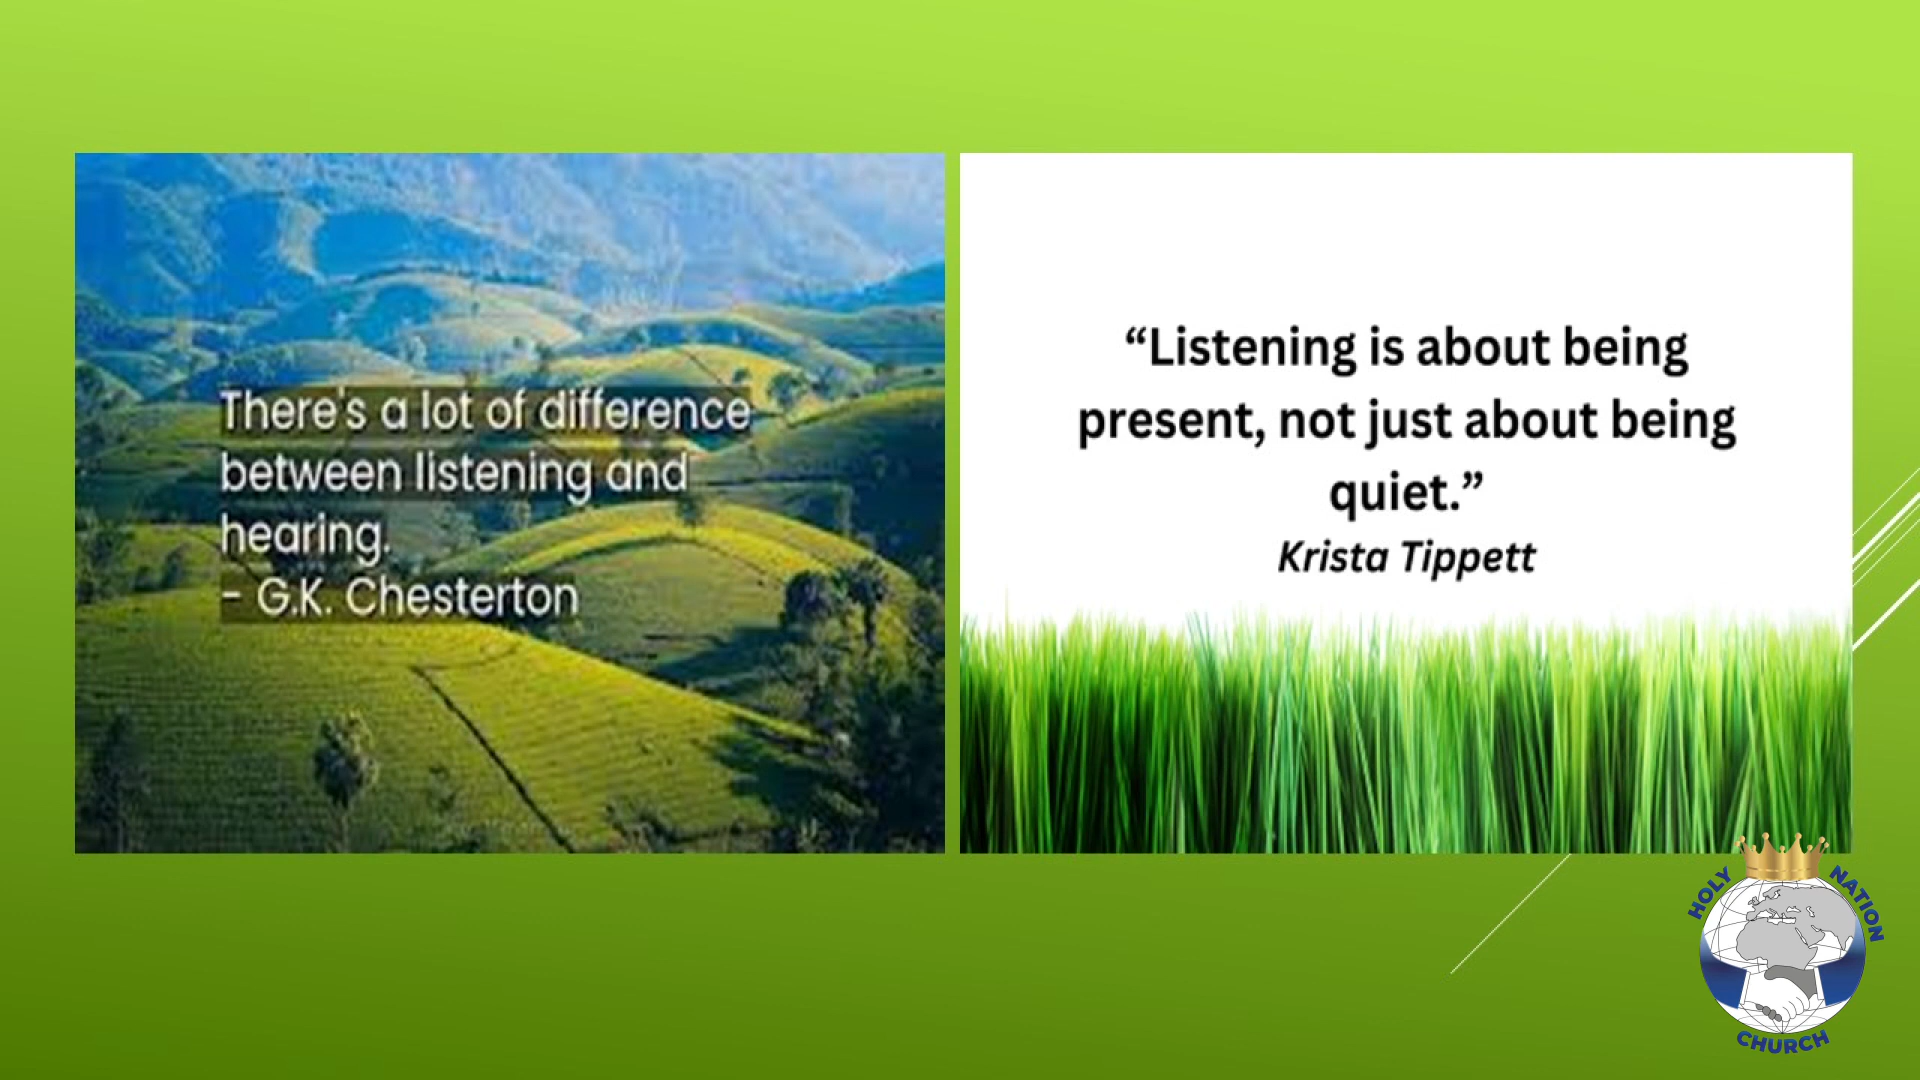 There's a lot of difference
between listening and
hearing.
- G.K. Chesterton
“Listening is about being
present, not just about being
quiet.”
Krista Tippett
HOLY NATION
CHURCH